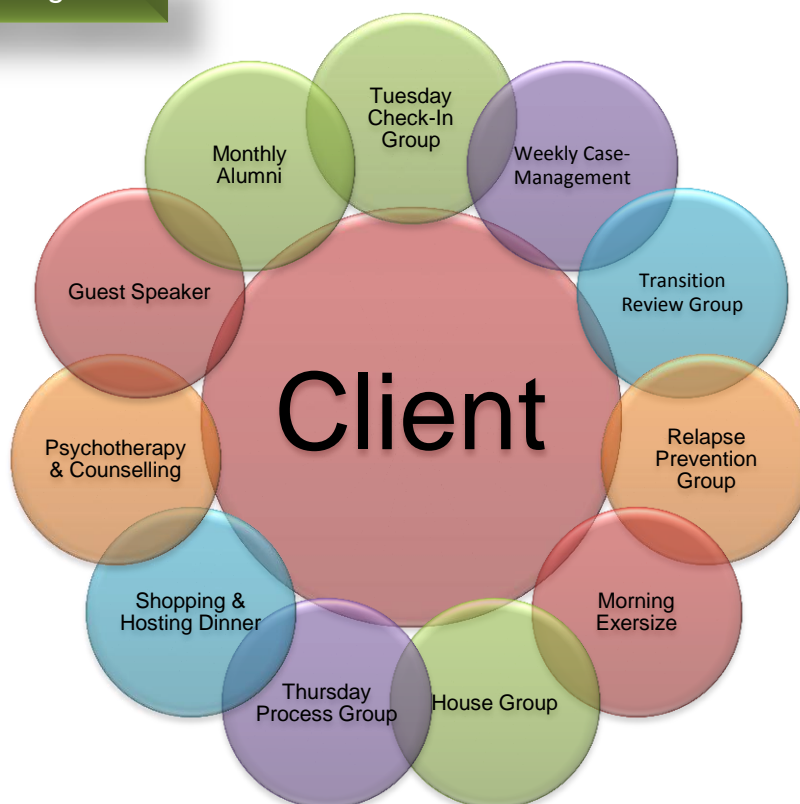 Tuesday
Check-In
Group
Weekly Case-
Management
Transition
Review Group
Relapse
Prevention
Group
Morning
Exersize
House Group
Thursday
Process Group
Shopping &
Hosting Dinner
Psychotherapy
& Counselling
Guest Speaker
Monthly
Alumni
Client